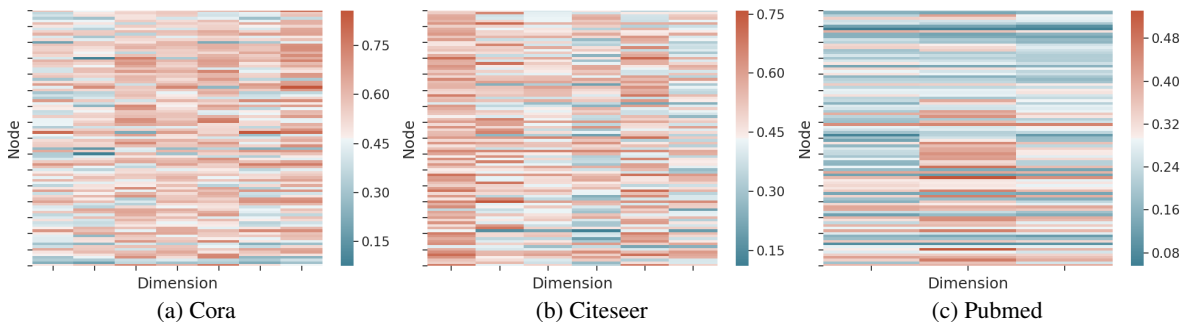 Node
0.75
0.60
0.45
0.30
0.15
Dimension
(a) Cora
Node
0.75
0.60
0.45
0.30
0.15
Dimension
(b) Citeseer
Node
0.48
0.40
0.32
0.24
0.16
0.08
Dimension
(c) Pubmed